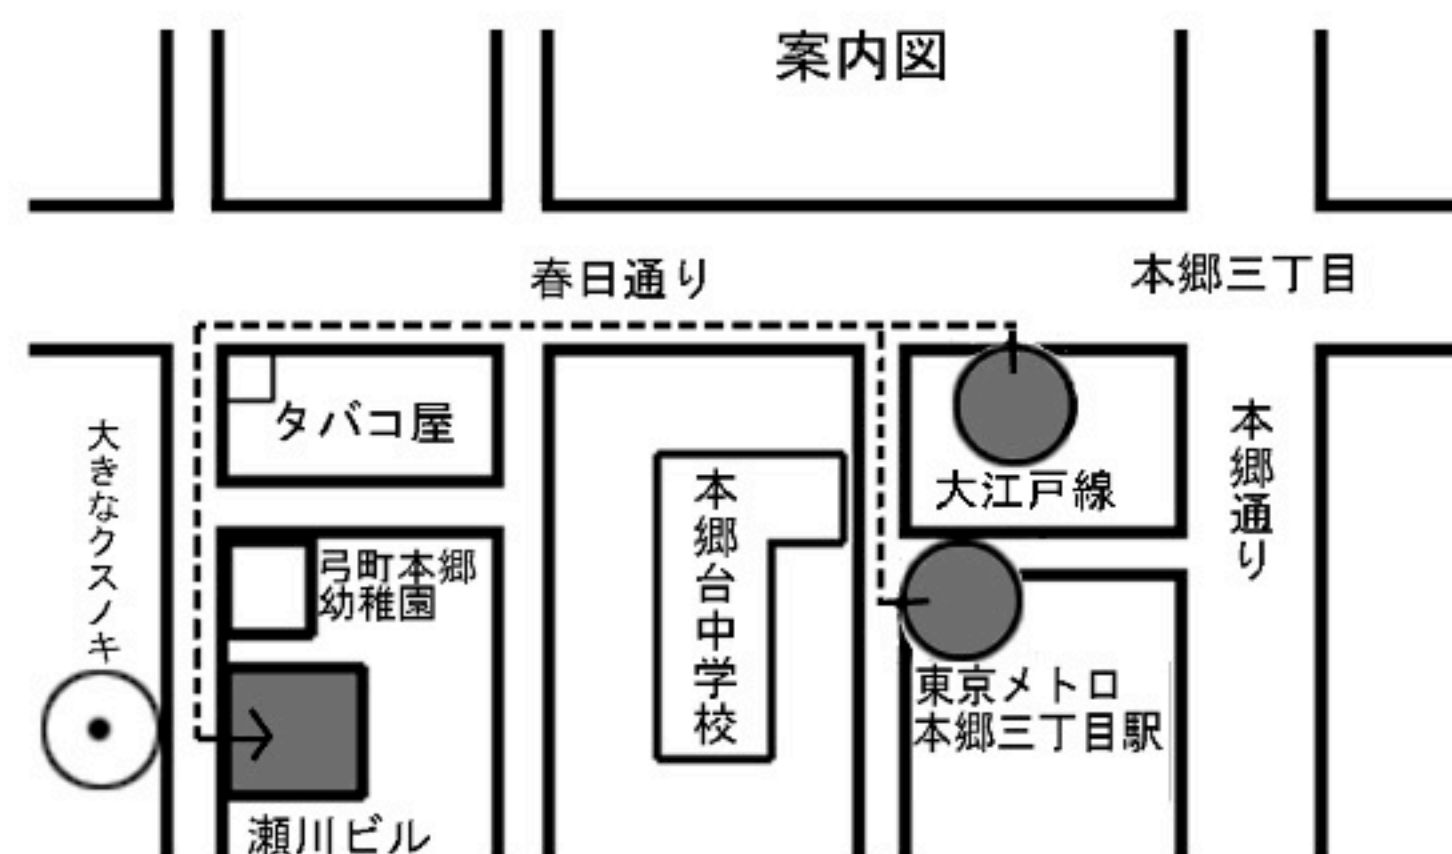 案内図
春日通り
本郷三丁目
タバコ屋
大きなクスノキ
弓町本郷
幼稚園
本郷台中学校
大江戸線
本郷通り
東京メトロ
本郷三丁目駅
瀬川ビル